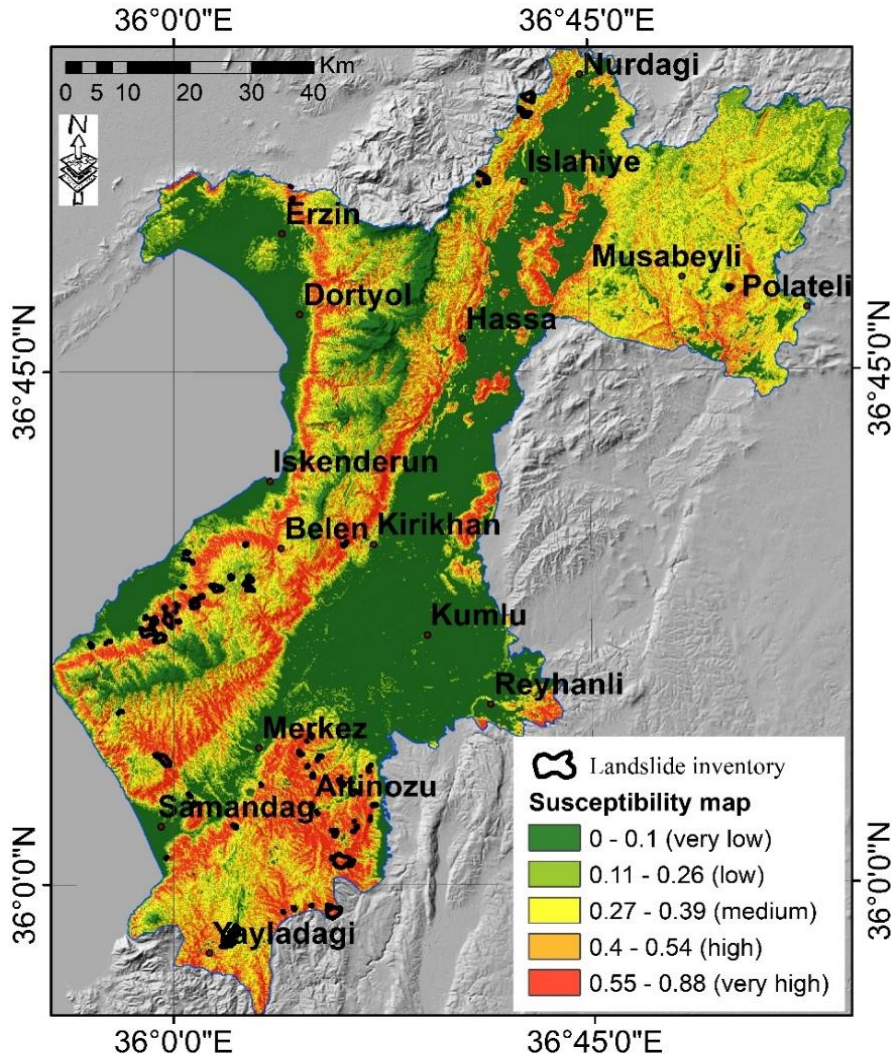 36°0'0"E
36°45'0"E
Km
0 5 10 20 30 40
N
Nurdagi
Islahiye
Erzin
Musabeyli
Polateli
Dortyol
Hassa
36°45'0"N
36°45'0"N
Iskenderun
Belen
Kirikhan
Kumlu
Reyhanli
Merkez
Altinozu
Samandag
36°0'0"N
36°0'0"N
Yayladagi
Landslide inventory
Susceptibility map
0 - 0.1 (very low)
0.11 - 0.26 (low)
0.27 - 0.39 (medium)
0.4 - 0.54 (high)
0.55 - 0.88 (very high)
36°0'0"E
36°45'0"E